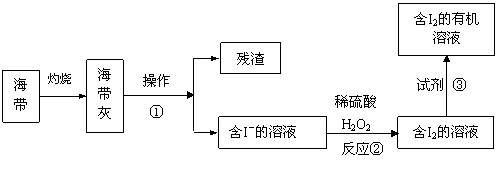 含I₂的有机
溶液
残渣
灼烧
操作
①
试剂 ③
海
带
海
带
灰
稀硫酸
H₂O₂
反应②
含I⁻的溶液
含I₂的溶液